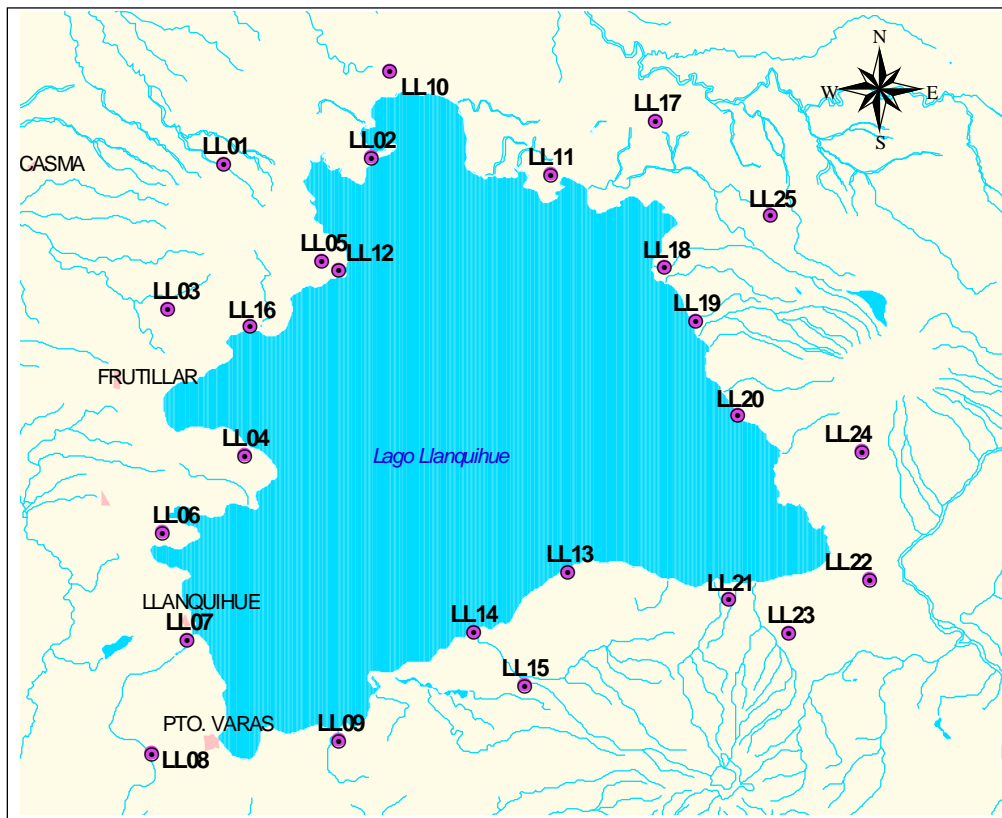 N
W E
S
LL10
LL17
LL01
LL02
LL11
CASMA
LL25
LL05
LL12
LL18
LL03
LL16
LL19
FRUTILLAR
LL20
LL04
LL24
Lago Llanquihue
LL06
LL13
LL22
LL21
LLANQUIHUE
LL07
LL14
LL23
LL15
PTO. VARAS
LL09
LL08